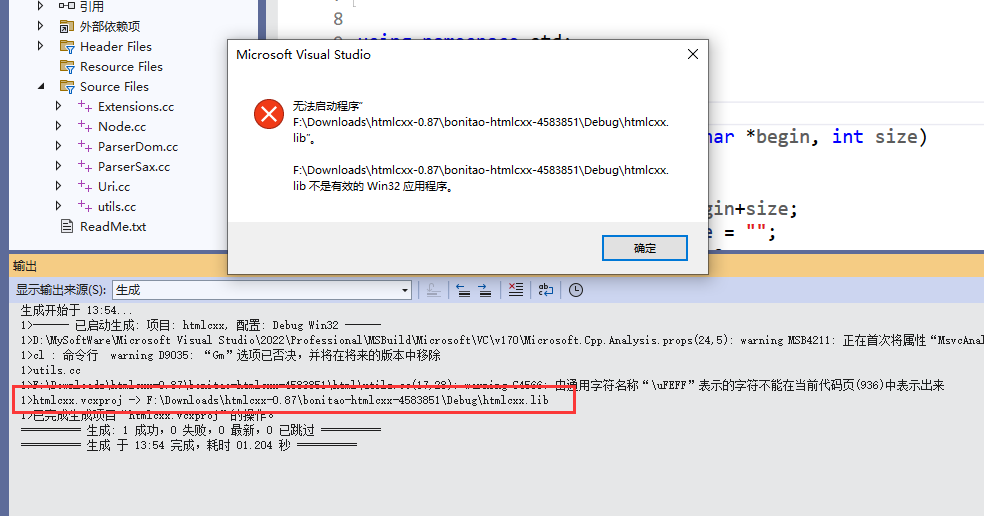 引用
外部依赖项
Header Files
Resource Files
Source Files
Extensions.cc
Node.cc
ParserDom.cc
ParserSax.cc
Uri.cc
utils.cc
ReadMe.txt
8
using namespace std;
Microsoft Visual Studio
无法启动程序“
F:\Downloads\htmlcxx-0.87\bonitao-htmlcxx-4583851\Debug\htmlcxx.
lib”。
F:\Downloads\htmlcxx-0.87\bonitao-htmlcxx-4583851\Debug\htmlcxx.
lib 不是有效的 Win32 应用程序。
确定
*begin, int size)
+size;
= "";
输出
显示输出来源(S): 生成
生成开始于 13:54...
1>------ 已启动生成: 项目: htmlcxx, 配置: Debug Win32 ------
1>D:\MySoftWare\Microsoft Visual Studio\2022\Professional\MSBuild\Microsoft\VC\v170\Microsoft.Cpp.Analysis.props(24,5): warning MSB4211: 正在首次将属性“MsvcAnal
1>cl : 命令行 warning D9035: “Gm”选项已否决，并将在将来的版本中移除
1>utils.cc
1>F:\Downloads\htmlcxx-0.87\bonitao-htmlcxx-4583851\html\utils.cc(17,28): warning C4566: 由通用字符名称“\uFEFF”表示的字符不能在当前代码页(936)中表示出来
1>htmlcxx.vcxproj -> F:\Downloads\htmlcxx-0.87\bonitao-htmlcxx-4583851\Debug\htmlcxx.lib
1>已完成生成项目“htmlcxx.vcxproj”的操作。
========== 生成: 1 成功，0 失败，0 最新，0 已跳过 ==========
========== 生成 于 13:54 完成，耗时 01.204 秒 ==========